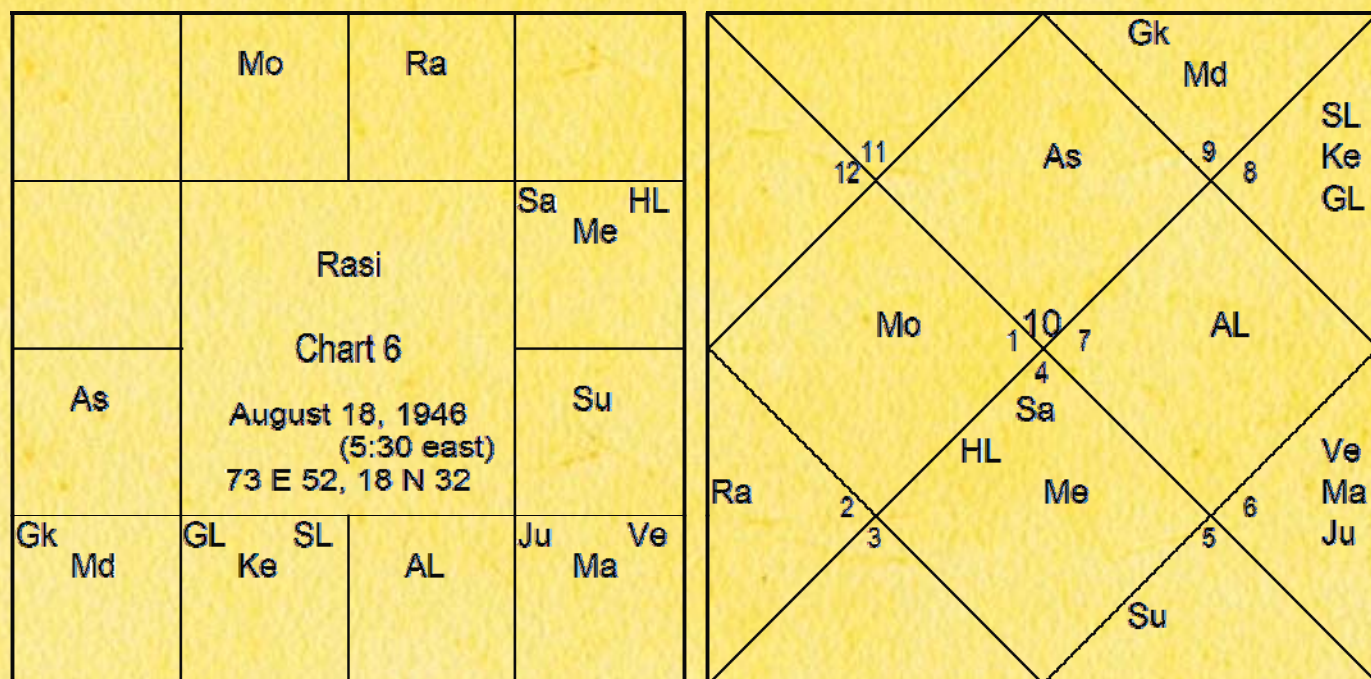 Mo Ra
Sa HL
Me
Rasi
Chart 6
As
August 18, 1946
(5:30 east)
73 E 52, 18 N 32
Su
Gk
Md
GL SL
Ke
AL
Ju Ve
Ma
Gk
Md
SL
Ke
GL
As
11
12
9
8
Mo
1
10
7
4
AL
Sa
HL
Me
Ra
2
3
Ve
Ma
Ju
6
5
Su